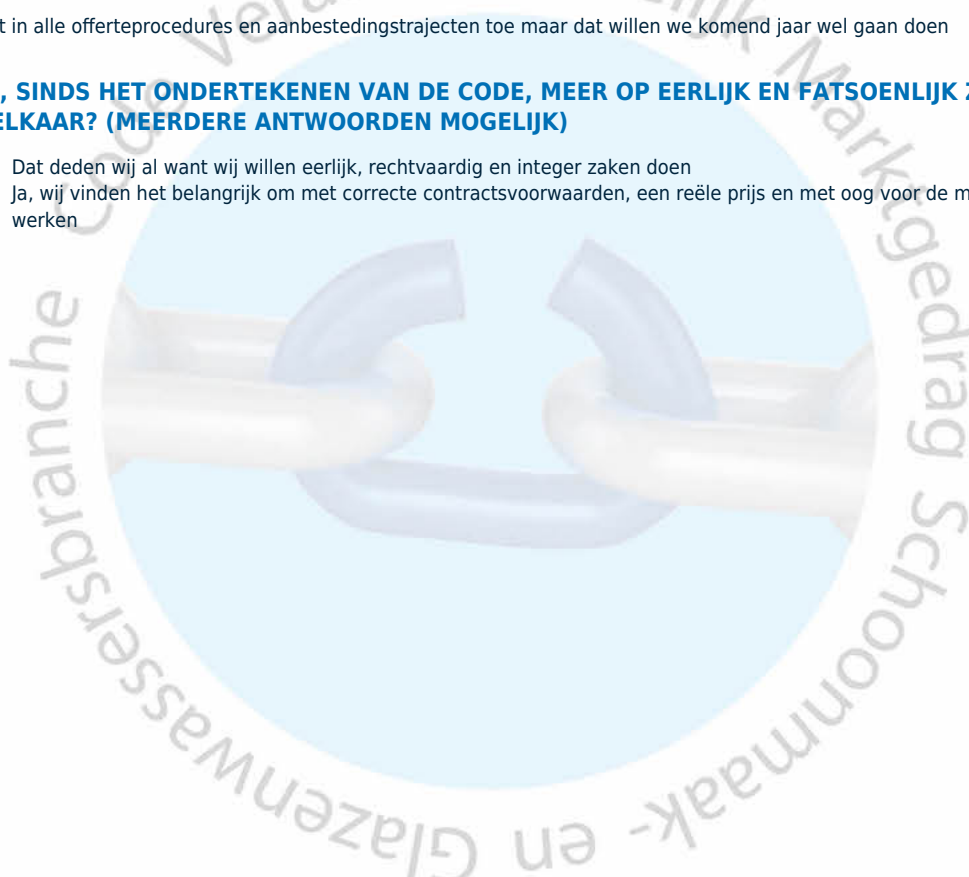 t in alle offerteprocedures en aanbestedingstrajecten toe maar dat willen we komend jaar wel gaan doen
, SINDS HET ONDERTEKENEN VAN DE CODE, MEER OP EERLIJK EN FATSOENLIJK
ELKAAR? (MEERDERE ANTWOORDEN MOGELIJK)
Dat deden wij al want wij willen eerlijk, rechtvaardig en integer zaken doen
Ja, wij vinden het belangrijk om met correcte contractsvoorwaarden, een reële prijs en met oog voor de
werken
Code lijk Marktgedrag Schoonmaak- en Glazenwassersbranche